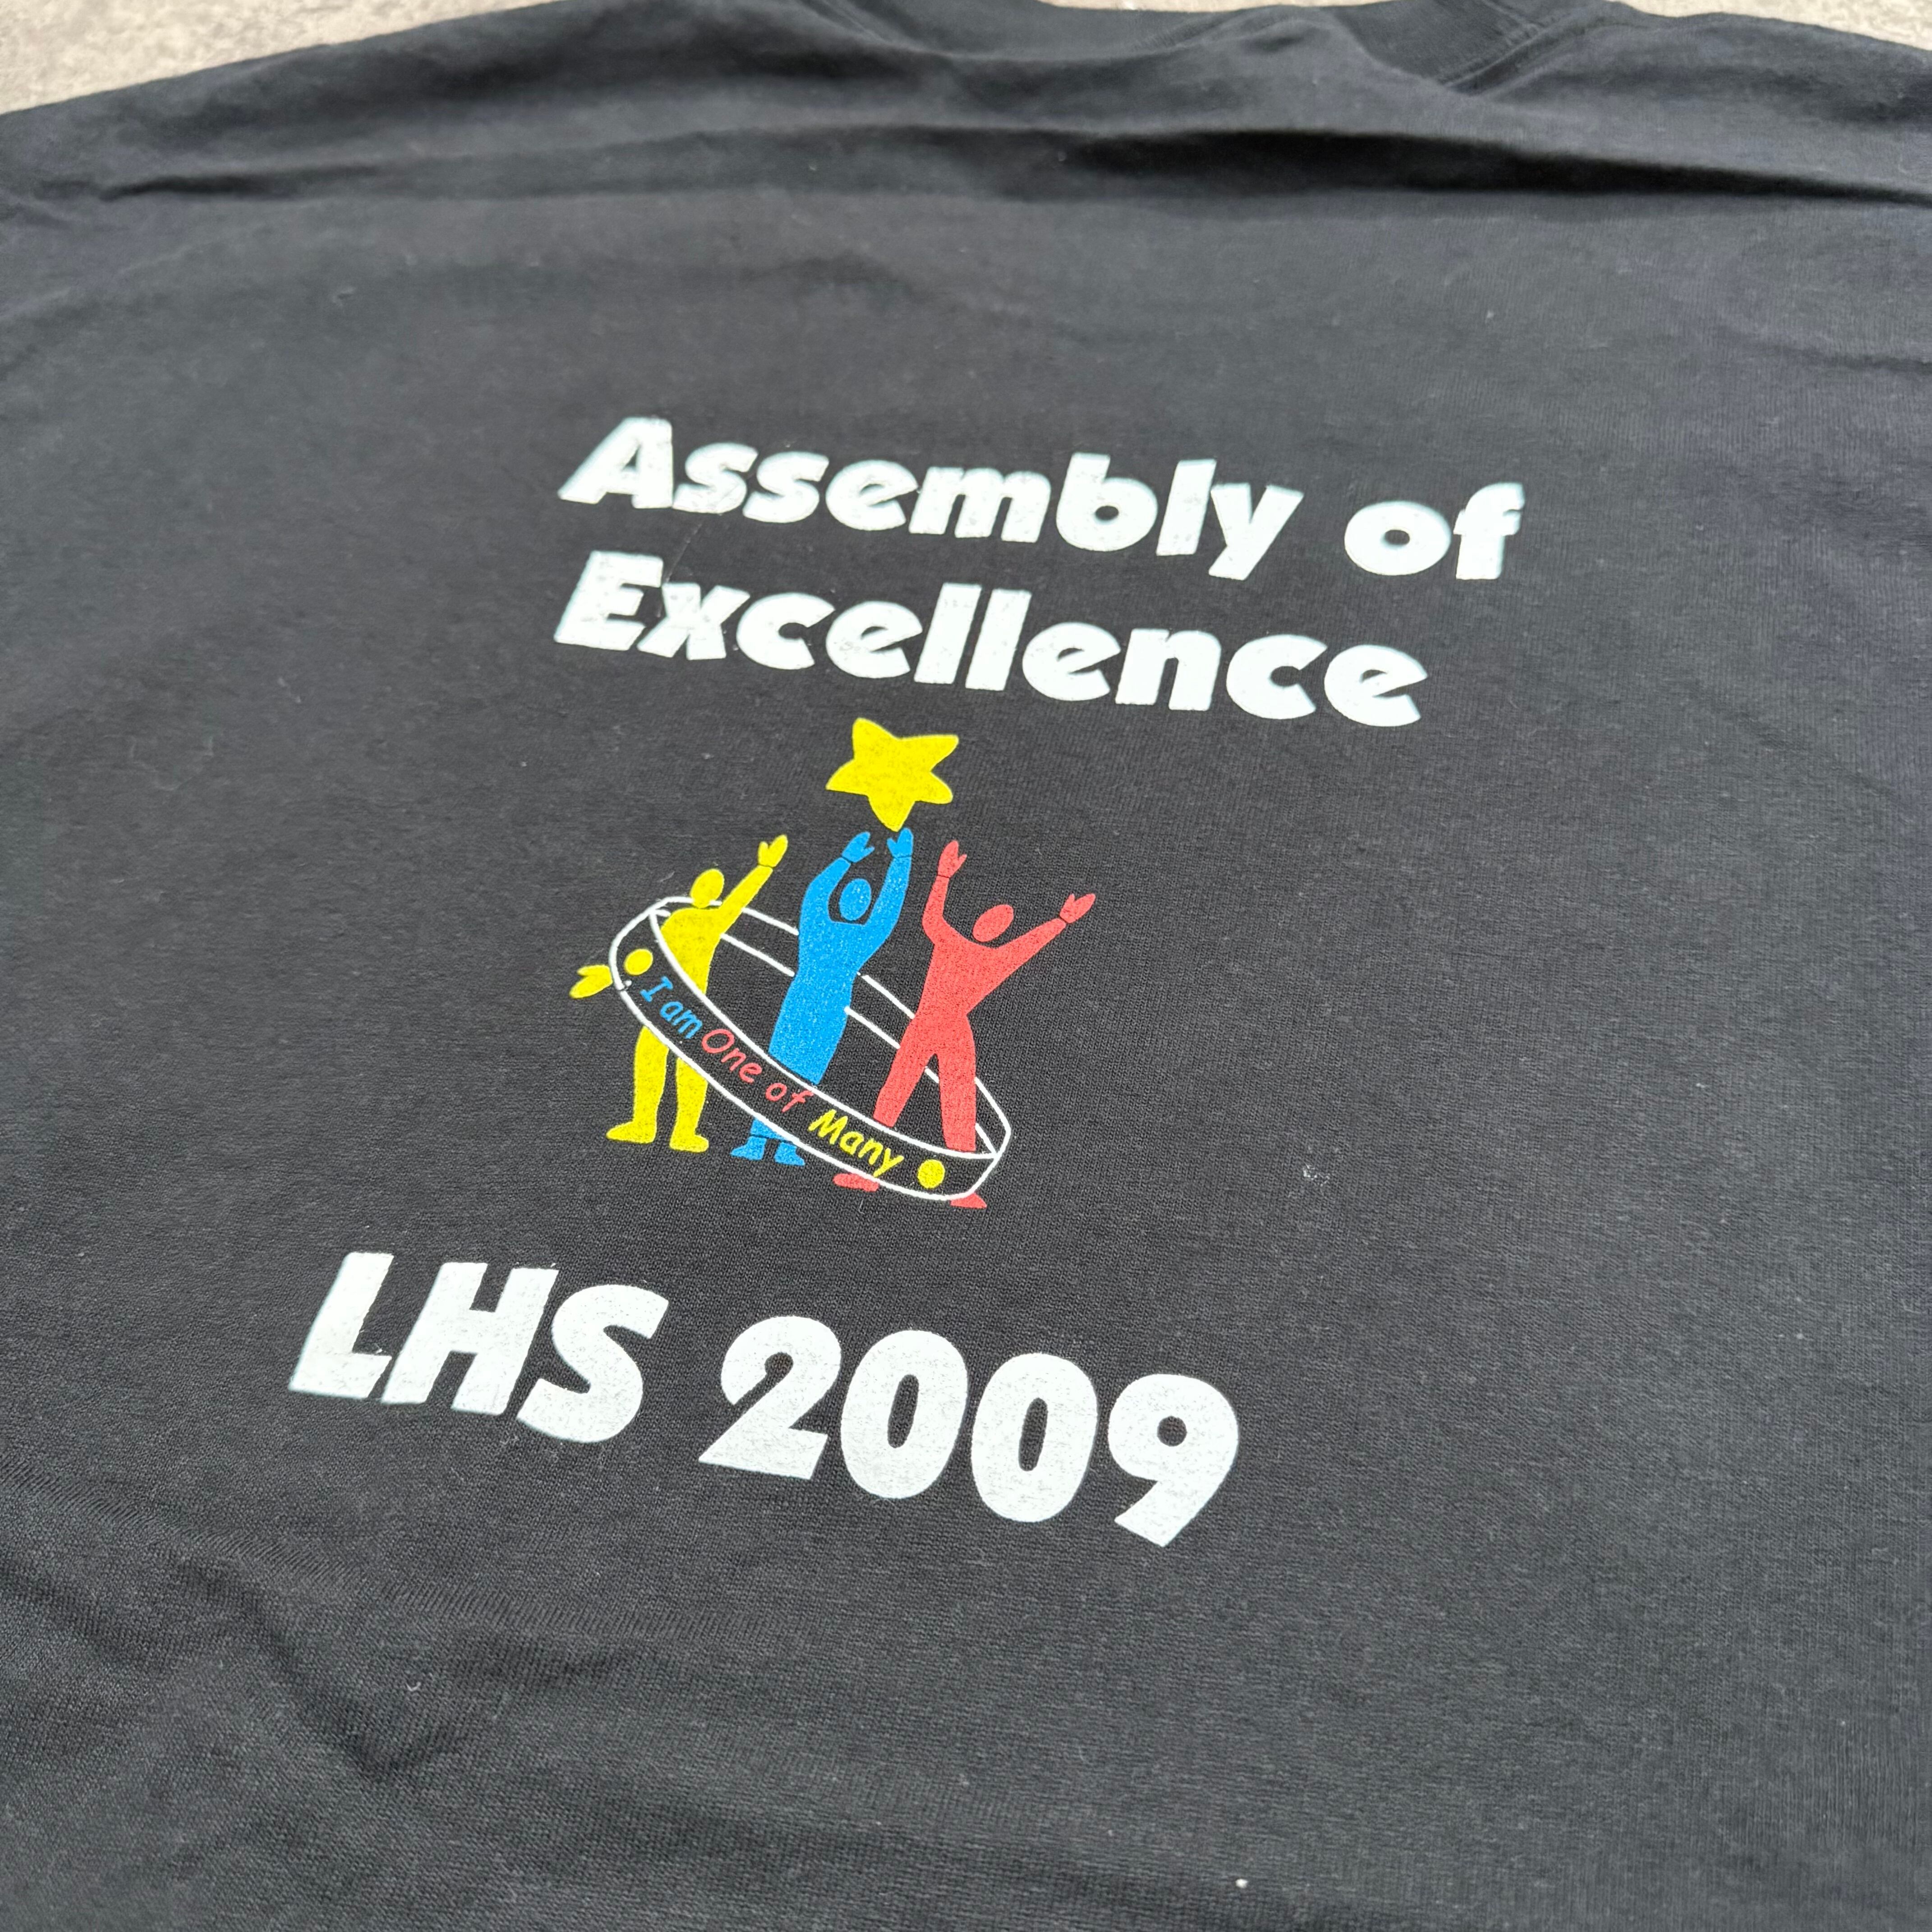 Assembly of
Excellence
I am One of Many
LHS 2009